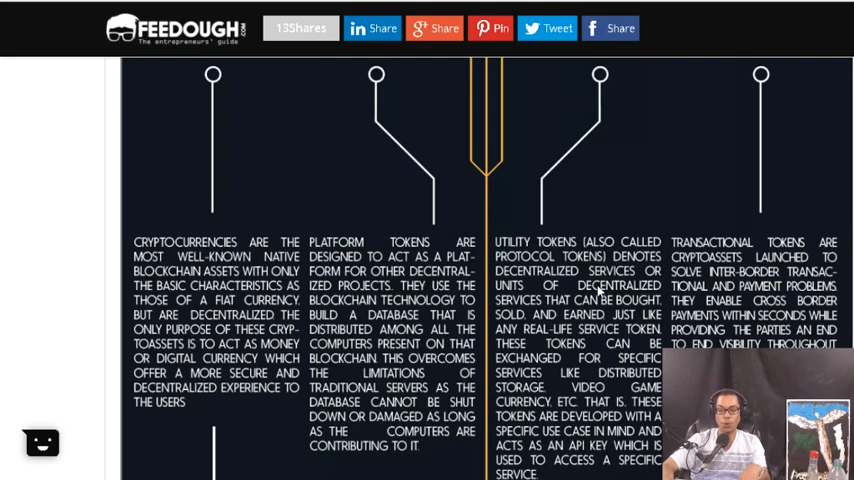 FEEDOUGH.COM
The entrepreneurs' guide
13Shares
in Share
G+ Share
Pin
Tweet
f Share
CRYPTOCURRENCIES ARE THE
MOST WELL-KNOWN NATIVE
BLOCKCHAIN ASSETS WITH ONLY
THE BASIC CHARACTERISTICS AS
THOSE OF A FIAT CURRENCY.
BUT ARE DECENTRALIZED. THE
ONLY PURPOSE OF THESE CRYP-
TOASSETS IS TO ACT AS MONEY
OR DIGITAL CURRENCY WHICH
OFFER A MORE SECURE AND
DECENTRALIZED EXPERIENCE TO
THE USERS
PLATFORM TOKENS ARE
DESIGNED TO ACT AS A PLAT-
FORM FOR OTHER DECENTRAL-
IZED PROJECTS. THEY USE THE
BLOCKCHAIN TECHNOLOGY TO
BUILD A DATABASE THAT IS
DISTRIBUTED AMONG ALL THE
COMPUTERS PRESENT ON THAT
BLOCKCHAIN. THIS OVERCOMES
THE LIMITATIONS OF
TRADITIONAL SERVERS AS THE
DATABASE CANNOT BE SHUT
DOWN OR DAMAGED AS LONG
AS THE COMPUTERS ARE
CONTRIBUTING TO IT.
UTILITY TOKENS (ALSO CALLED
PROTOCOL TOKENS) DENOTES
DECENTRALIZED SERVICES OR
UNITS OF DECENTRALIZED
SERVICES THAT CAN BE BOUGHT,
SOLD, AND EARNED JUST LIKE
ANY REAL-LIFE SERVICE TOKEN.
THESE TOKENS CAN BE
EXCHANGED FOR SPECIFIC
SERVICES LIKE DISTRIBUTED
STORAGE, VIDEO GAME
CURRENCY, ETC. THAT IS, THESE
TOKENS ARE DEVELOPED WITH A
SPECIFIC USE CASE IN MIND AND
ACTS AS AN API KEY WHICH IS
USED TO ACCESS A SPECIFIC
SERVICE.
TRANSACTIONAL TOKENS ARE
CRYPTOASSETS LAUNCHED TO
SOLVE INTER-BORDER TRANSAC-
TIONAL AND PAYMENT PROBLEMS.
THEY ENABLE CROSS BORDER
PAYMENTS WITHIN SECONDS WHILE
PROVIDING THE PARTIES AN END
TO END VISIBILITY THROUGHOUT